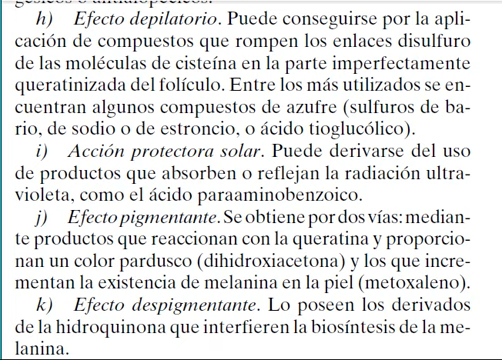 h) Efecto depilatorio. Puede conseguirse por la apli-
cación de compuestos que rompen los enlaces disulfuro
de las moléculas de cisteína en la parte imperfectamente
queratinizada del folículo. Entre los más utilizados se en-
cuentran algunos compuestos de azufre (sulfuros de ba-
rio, de sodio o de estroncio, o ácido tioglucólico).
i) Acción protectora solar. Puede derivarse del uso
de productos que absorben o reflejan la radiación ultra-
violeta, como el ácido paraaminobenzoico.
j) Efecto pigmentante. Se obtiene por dos vías: median-
te productos que reaccionan con la queratina y proporcio-
nan un color pardusco (dihidroxiacetona) y los que incre-
mentan la existencia de melanina en la piel (metoxaleno).
k) Efecto despigmentante. Lo poseen los derivados
de la hidroquinona que interfieren la biosíntesis de la me-
lanina.